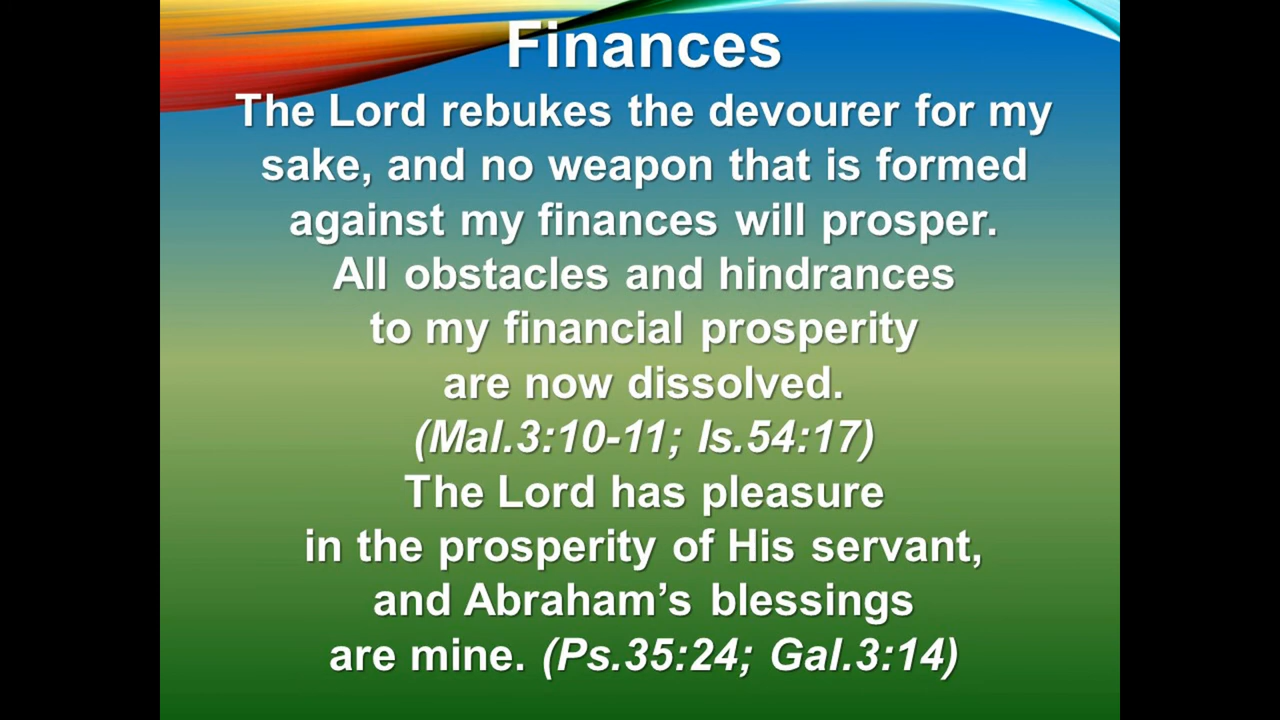 Finances
The Lord rebukes the devourer for my
sake, and no weapon that is formed
against my finances will prosper.
All obstacles and hindrances
to my financial prosperity
are now dissolved.
(Mal.3:10-11; Is.54:17)
The Lord has pleasure
in the prosperity of His servant,
and Abraham’s blessings
are mine. (Ps.35:24; Gal.3:14)